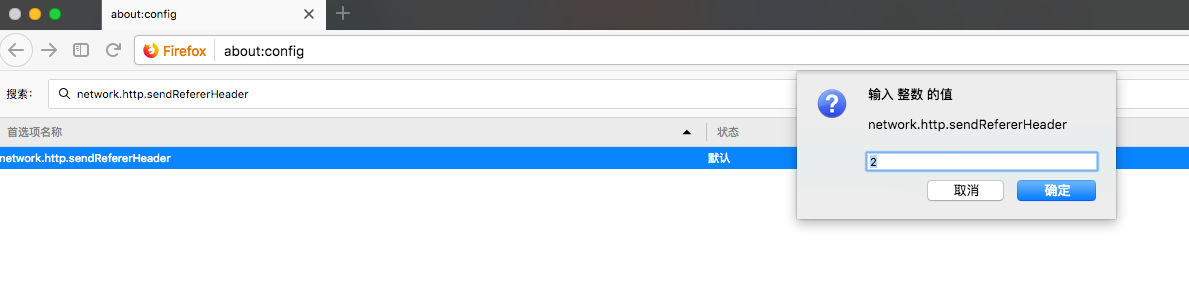 about:config
Firefox
about:config
搜索:
network.http.sendRefererHeader
首选项名称
状态
network.http.sendRefererHeader
默认
输入 整数 的值
network.http.sendRefererHeader
2
取消
确定